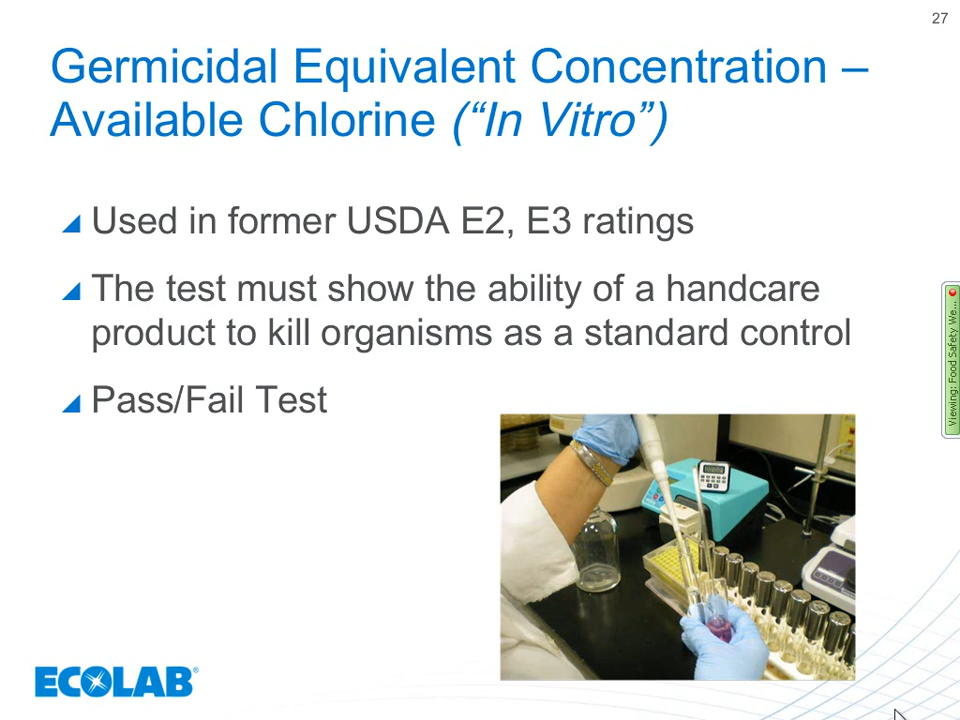 27
Germicidal Equivalent Concentration –
Available Chlorine (“In Vitro”)
Used in former USDA E2, E3 ratings
The test must show the ability of a handcare
product to kill organisms as a standard control
Pass/Fail Test
Viewing: Food Safety We...
ECOLAB®